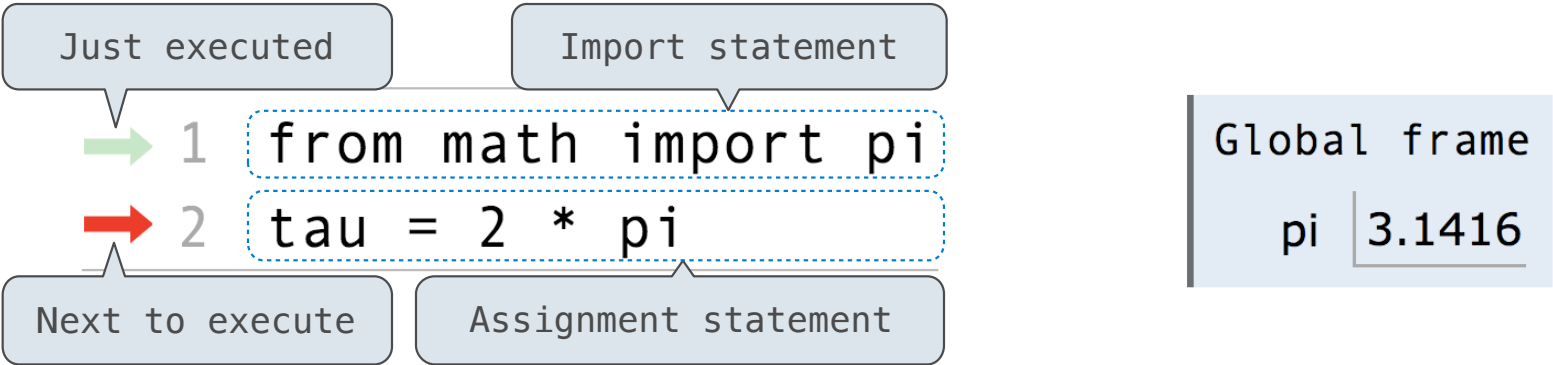 Just executed
Import statement
1 from math import pi
2 tau = 2 * pi
Next to execute
Assignment statement
Global frame
pi 3.1416